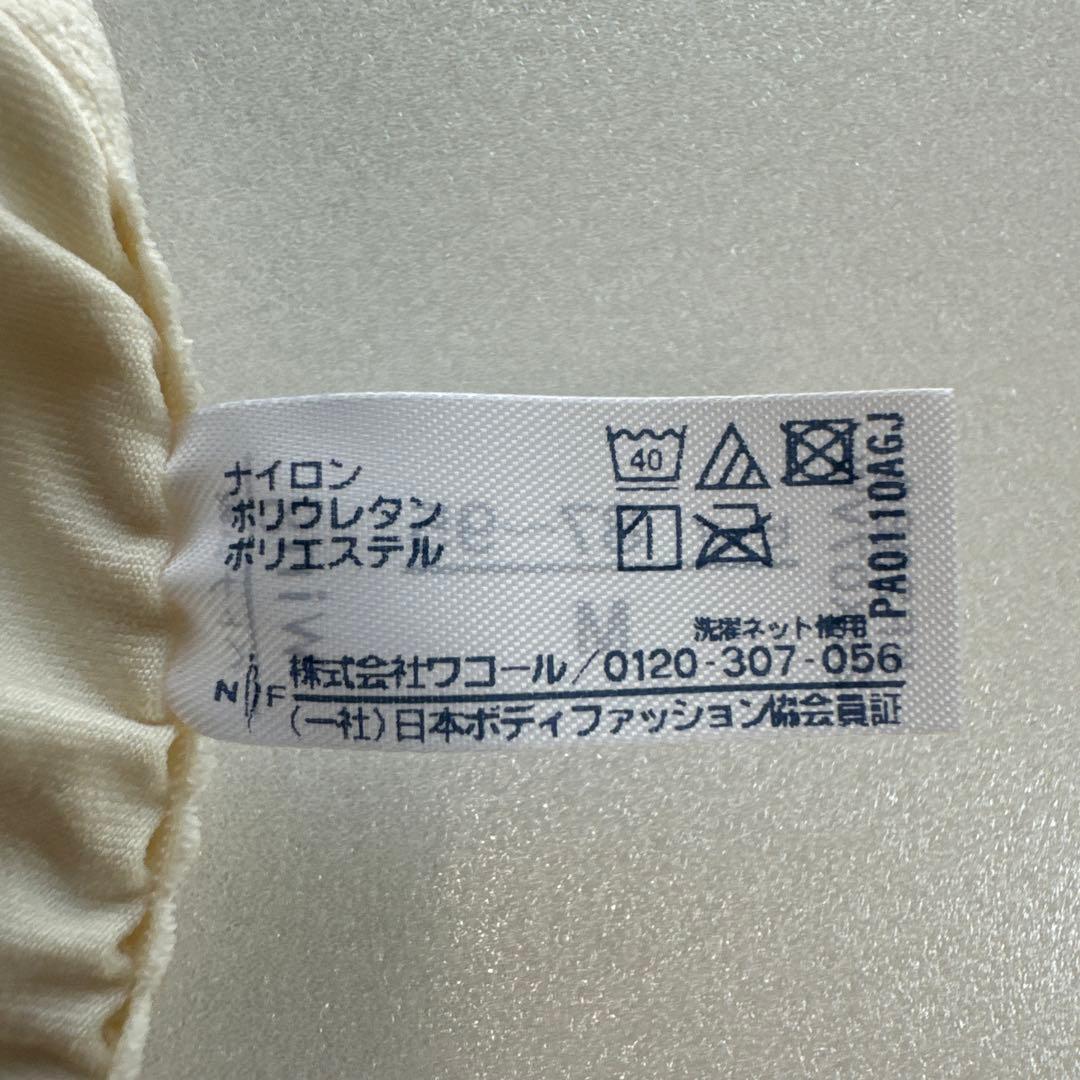 ナイロン
ポリウレタン
ポリエステル
40
PA0110AGJ
洗濯ネット使用
N F
株式会社ワコール/0120-307-056
(一社)日本ボディファッション協会員証
M